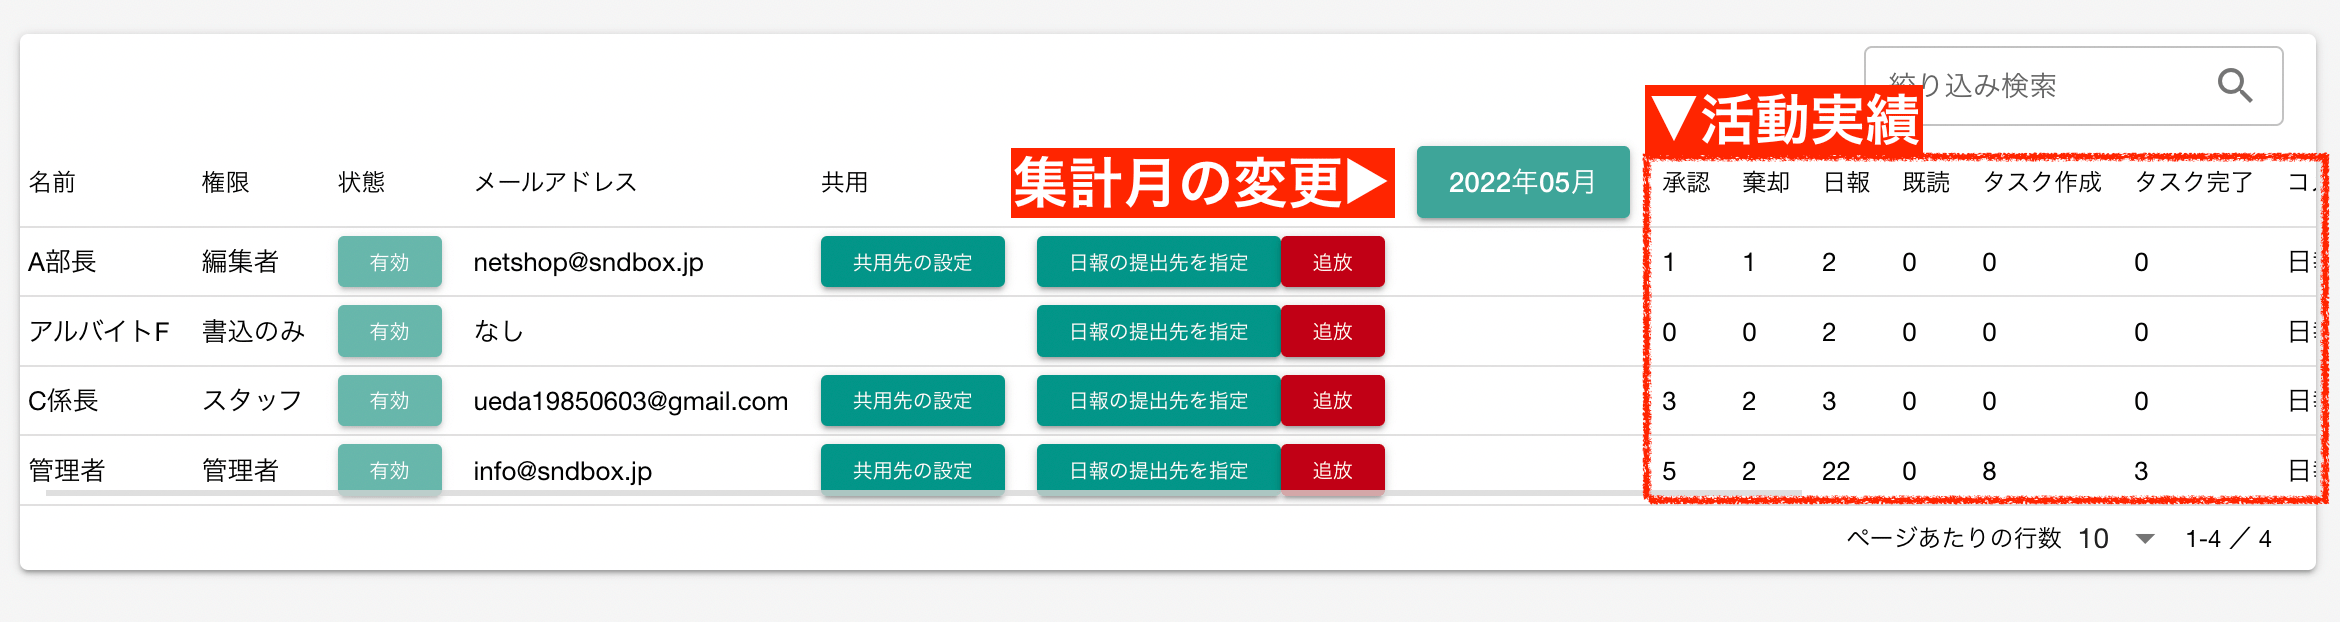 絞り込み検索
▼活動実績
集計月の変更▶
名前 権限 状態 メールアドレス 共用 2022年05月 承認 棄却 日報 既読 タスク作成 タスク完了
A部長 編集者 有効 netshop@sndbox.jp 共用先の設定 日報の提出先を指定 追放 1 1 2 0 0 0 日
アルバイトF 書込のみ 有効 なし 日報の提出先を指定 追放 0 0 2 0 0 0 日
C係長 スタッフ 有効 ueda19850603@gmail.com 共用先の設定 日報の提出先を指定 追放 3 2 3 0 0 0 日
管理者 管理者 有効 info@sndbox.jp 共用先の設定 日報の提出先を指定 追放 5 2 22 0 8 3 日
ページあたりの行数 10 1-4 ／ 4